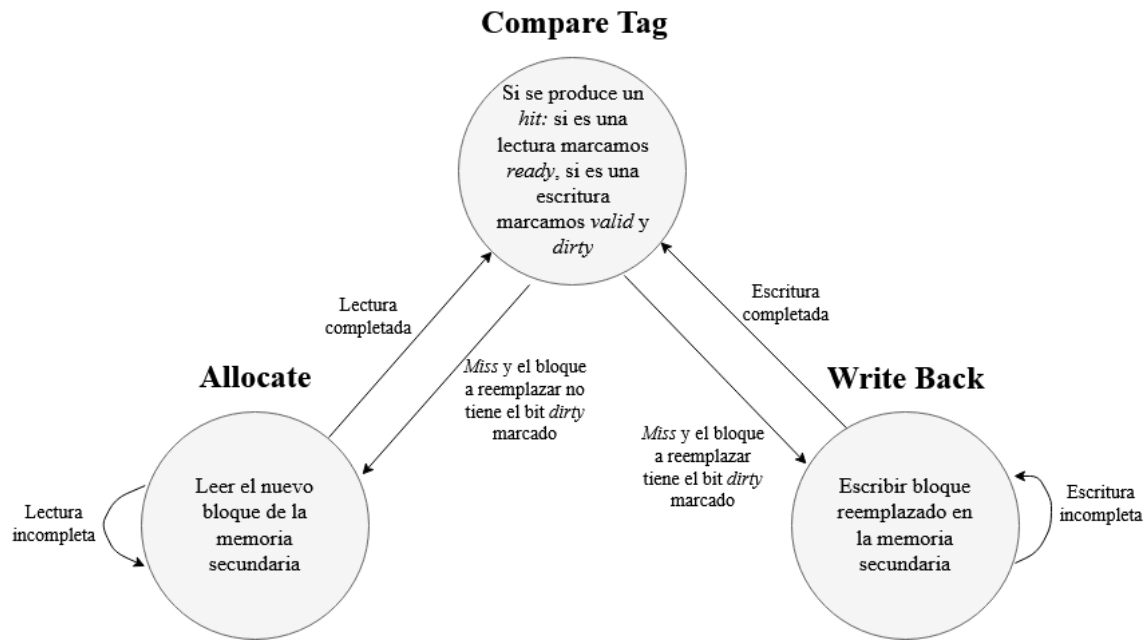 Compare Tag
Si se produce un
hit: si es una
lectura marcamos
ready, si es una
escritura
marcamos valid y
dirty
Lectura
completada
Escritura
completada
Miss y el bloque
a reemplazar no
tiene el bit dirty
marcado
Miss y el bloque
a reemplazar
tiene el bit dirty
marcado
Allocate
Write Back
Leer el nuevo
bloque de la
memoria
secundaria
Lectura
incompleta
Escribir bloque
reemplazado en
la memoria
secundaria
Escritura
incompleta